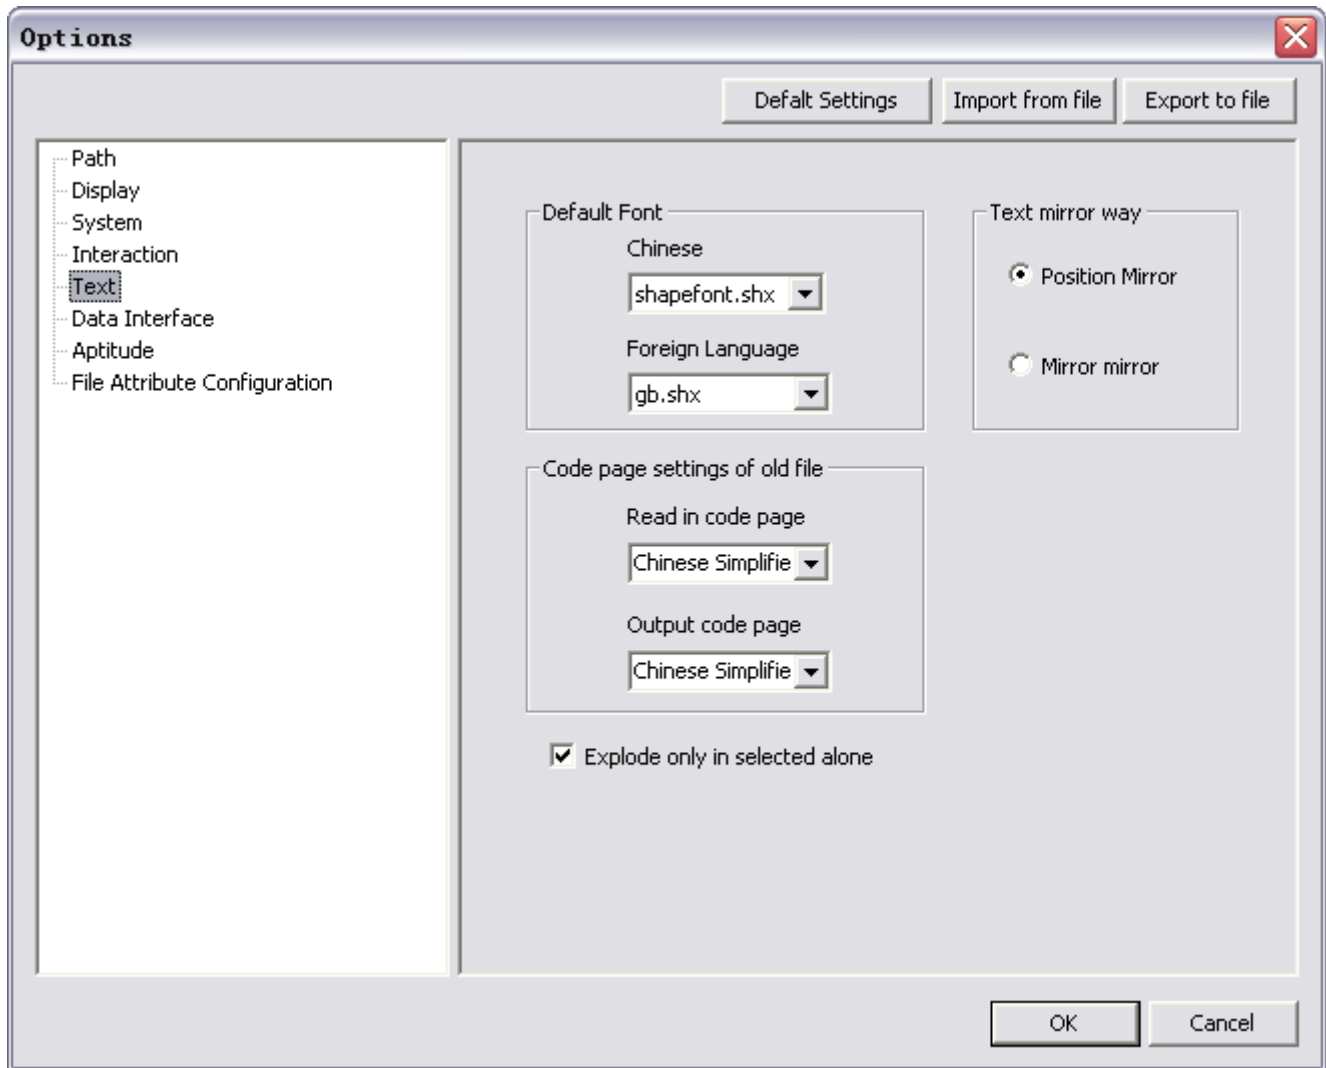 Options
Defalt Settings
Import from file
Export to file
Path
Display
System
Interaction
Text
Data Interface
Aptitude
File Attribute Configuration
Default Font
Chinese
shapefont.shx
Foreign Language
gb.shx
Text mirror way
Position Mirror
Mirror mirror
Code page settings of old file
Read in code page
Chinese Simplifie
Output code page
Chinese Simplifie
Explode only in selected alone
OK
Cancel